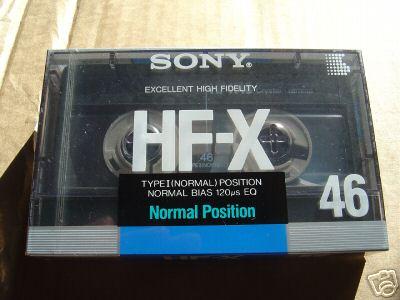 SONY®
EXCELLENT HIGH FIDELITY
HF-X
46
TYPE I (NORMAL) POSITION
NORMAL BIAS 120μs EQ
Normal Position
46